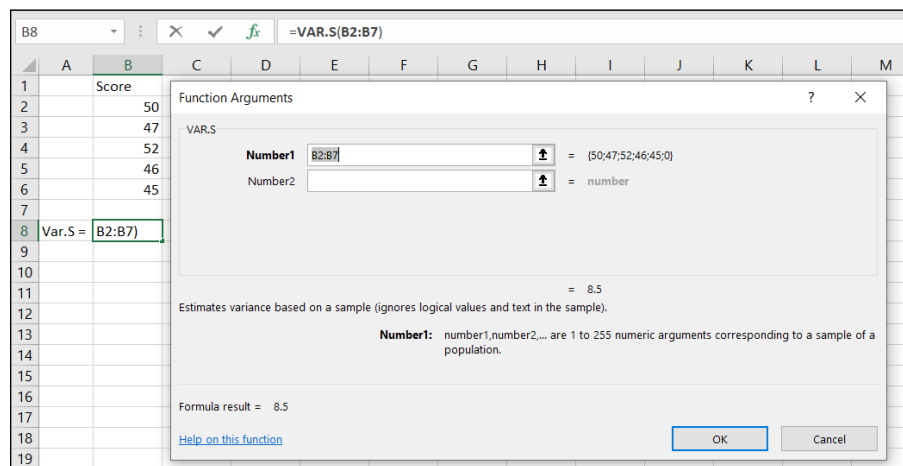 B8 fx =VAR.S(B2:B7)
A B C D E F G H I J K L M
1 Score
2 50
3 47
4 52
5 46
6 45
7
8 Var.S = B2:B7)
9
10
11
12
13
14
15
16
17
18
19
Function Arguments ? ×
VAR.S
Number1 B2:B7 = {50;47;52;46;45;0}
Number2 = number
= 8.5
Estimates variance based on a sample (ignores logical values and text in the sample).
Number1: number1,number2,... are 1 to 255 numeric arguments corresponding to a sample of a
population.
Formula result = 8.5
Help on this function OK Cancel